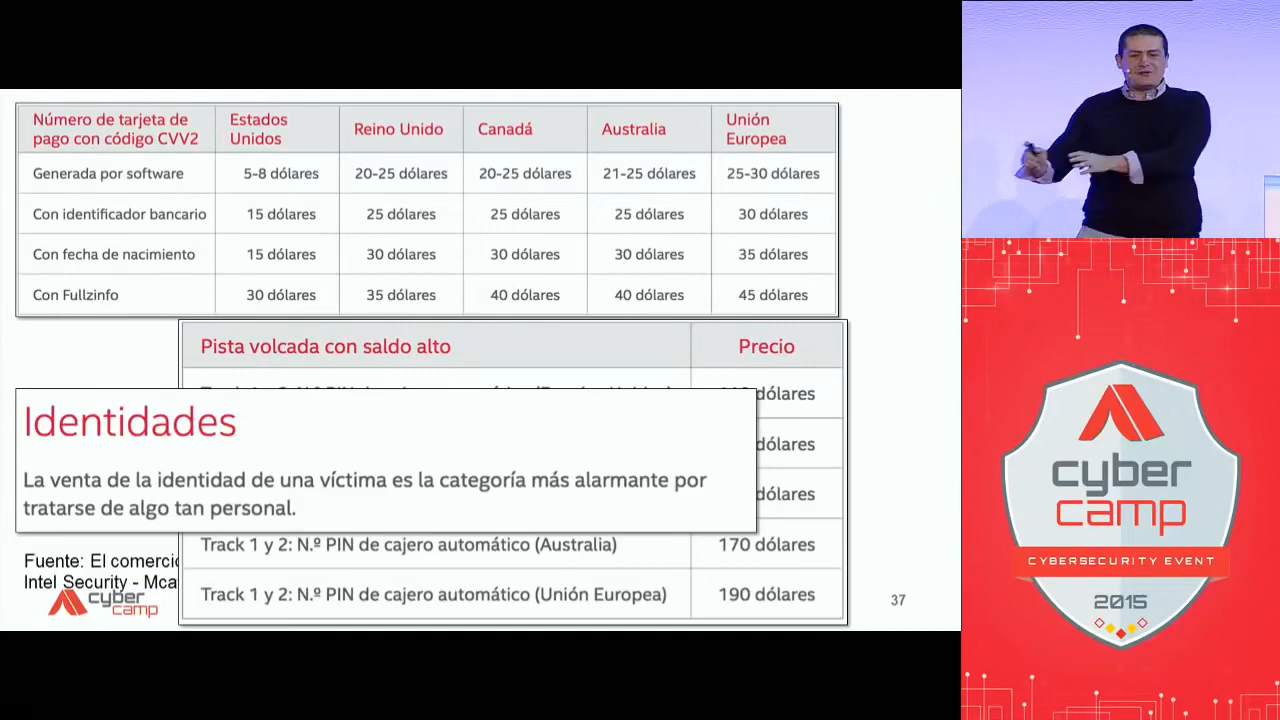 Número de tarjeta de pago con código CVV2 Estados Unidos Reino Unido Canadá Australia Unión Europea
Generada por software 5-8 dólares 20-25 dólares 20-25 dólares 21-25 dólares 25-30 dólares
Con identificador bancario 15 dólares 25 dólares 25 dólares 25 dólares 30 dólares
Con fecha de nacimiento 15 dólares 30 dólares 30 dólares 30 dólares 35 dólares
Con Fullzinfo 30 dólares 35 dólares 40 dólares 40 dólares 45 dólares
Pista volcada con saldo alto Precio
dólares
Identidades
dólares
La venta de la identidad de una víctima es la categoría más alarmante por
dólares
tratarse de algo tan personal.
Track 1 y 2: N.º PIN de cajero automático (Australia) 170 dólares
Fuente: El comercio
Intel Security - Mca
Track 1 y 2: N.º PIN de cajero automático (Unión Europea) 190 dólares
cyber
camp
37
cyber
camp
CYBERSECURITY EVENT
2015